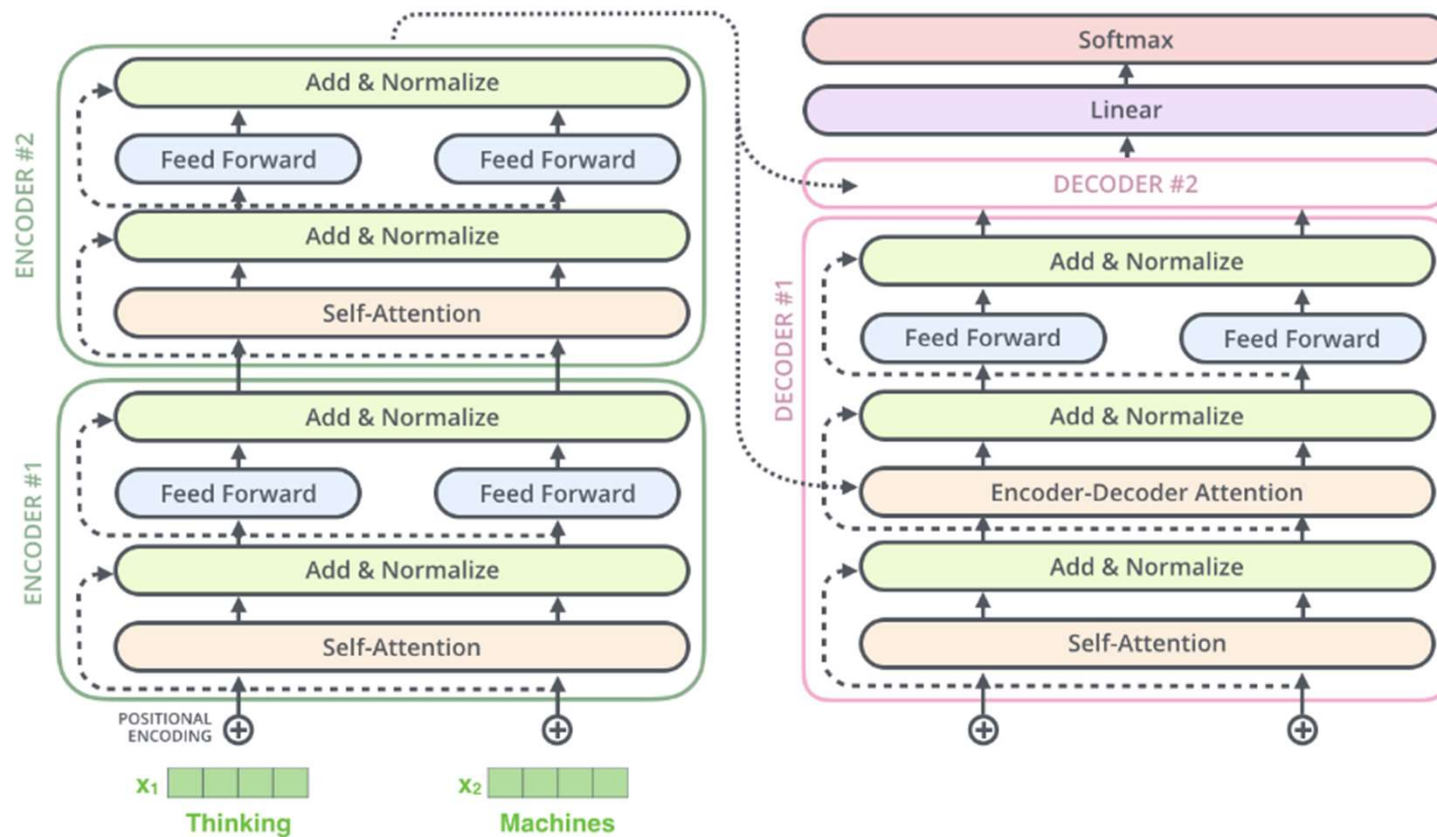 ENCODER #2
Add & Normalize
Feed Forward
Feed Forward
Add & Normalize
Self-Attention
ENCODER #1
Add & Normalize
Feed Forward
Feed Forward
Add & Normalize
Self-Attention
POSITIONAL
ENCODING
x₁
x₂
Thinking
Machines
Softmax
Linear
DECODER #2
DECODER #1
Add & Normalize
Feed Forward
Feed Forward
Add & Normalize
Encoder-Decoder Attention
Add & Normalize
Self-Attention